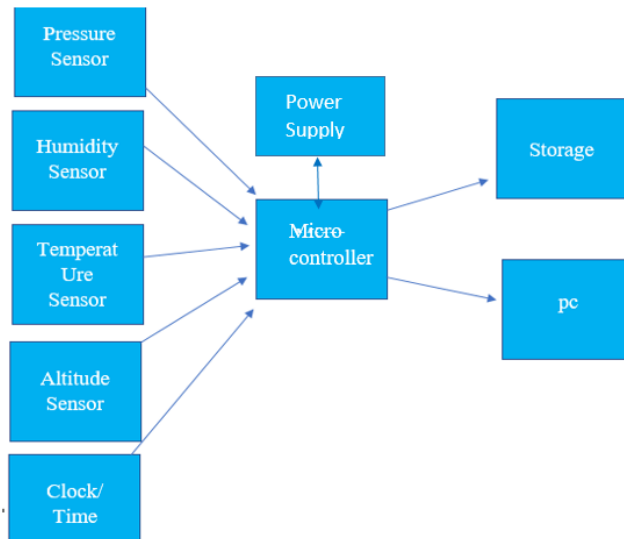 Pressure
Sensor
Humidity
Sensor
Temperat
Ure
Sensor
Altitude
Sensor
Clock/
Time
Power
Supply
Micro-
controller
Storage
pc